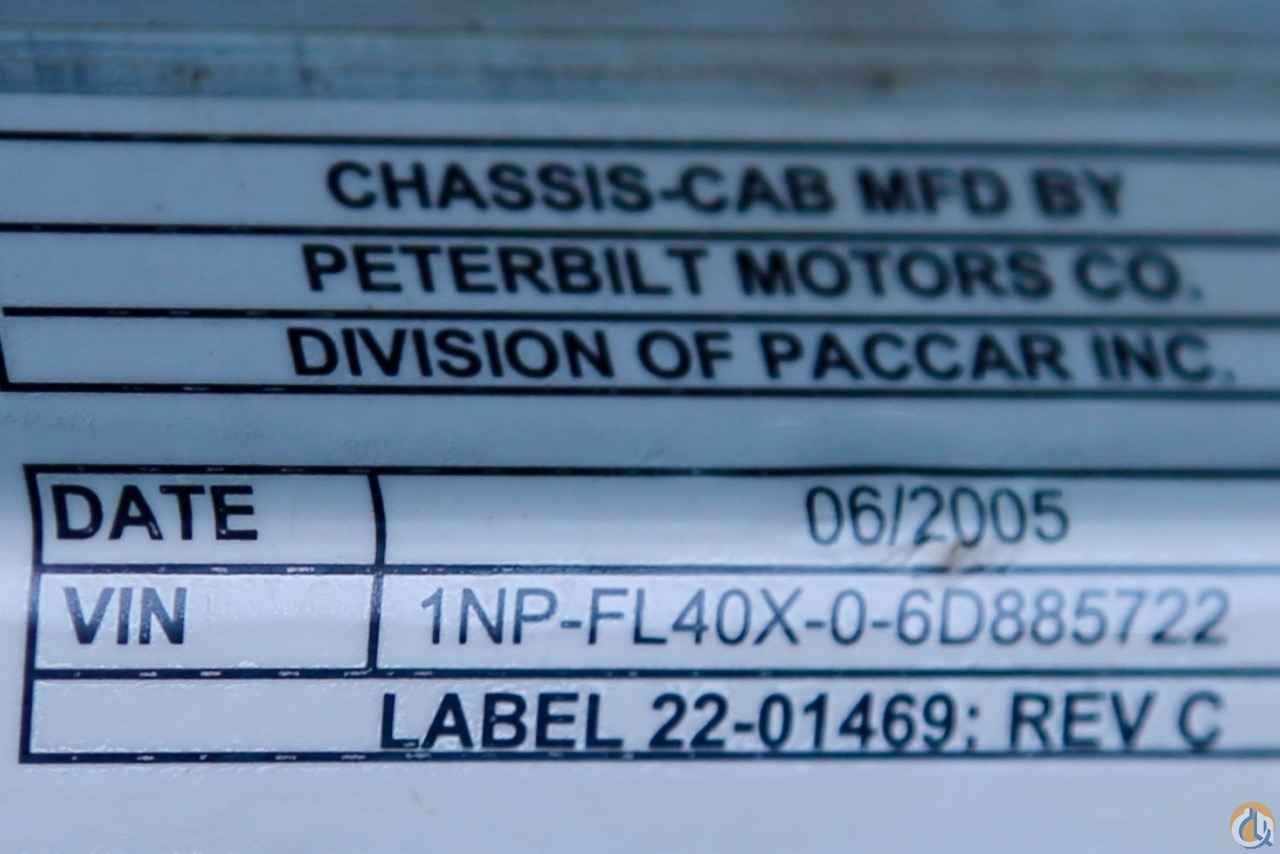 CHASSIS-CAB MFD BY
PETERBILT MOTORS CO.
DIVISION OF PACCAR INC.
DATE 06/2005
VIN 1NP-FL40X-0-6D885722
LABEL 22-01469; REV C